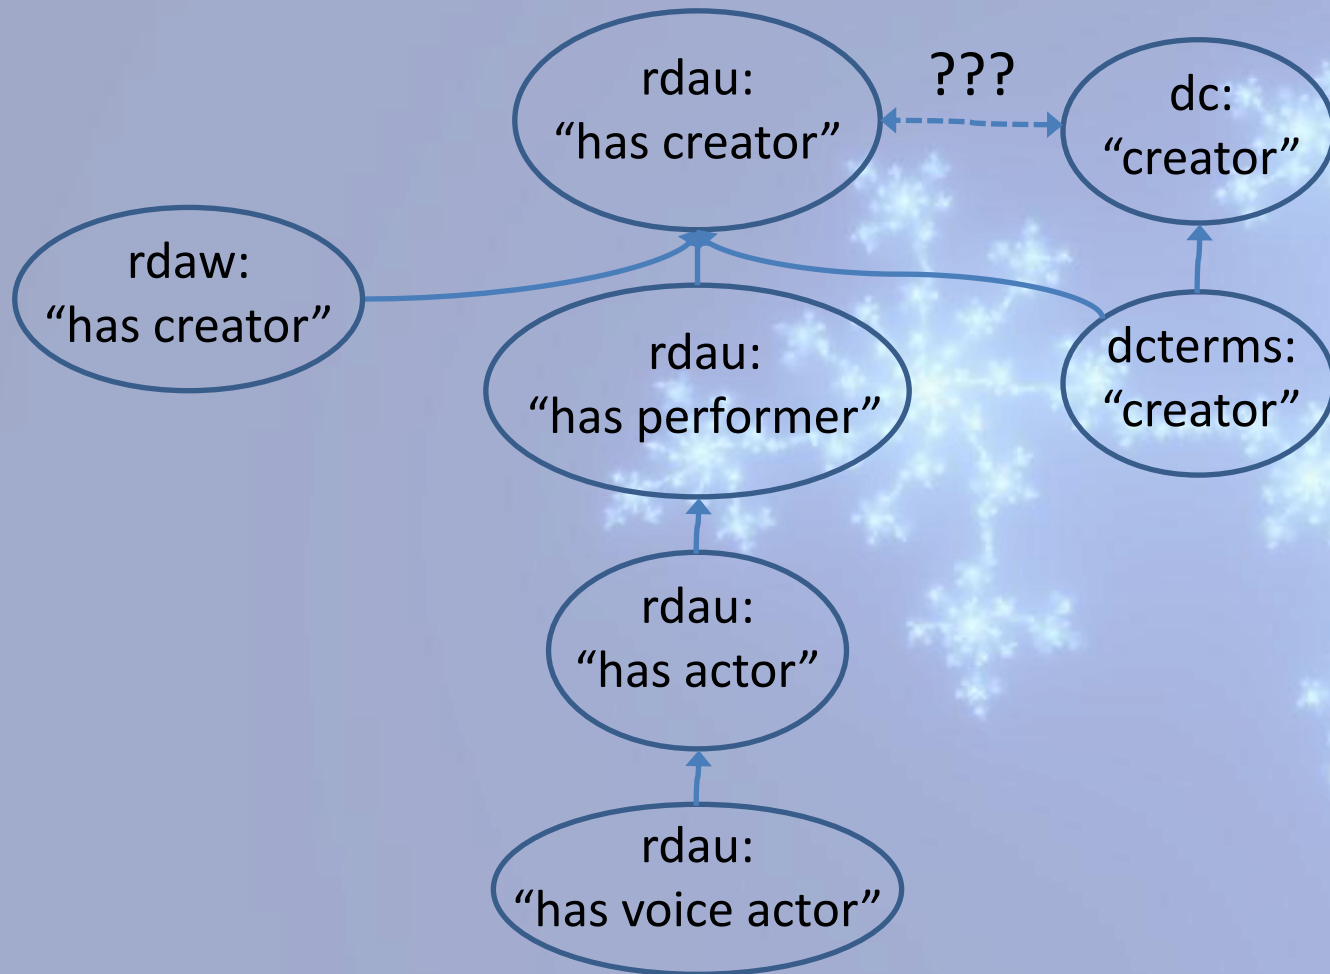 rdau:
“has creator”
???
dc:
“creator”
rdaw:
“has creator”
rdau:
“has performer”
dcterms:
“creator”
rdau:
“has actor”
rdau:
“has voice actor”